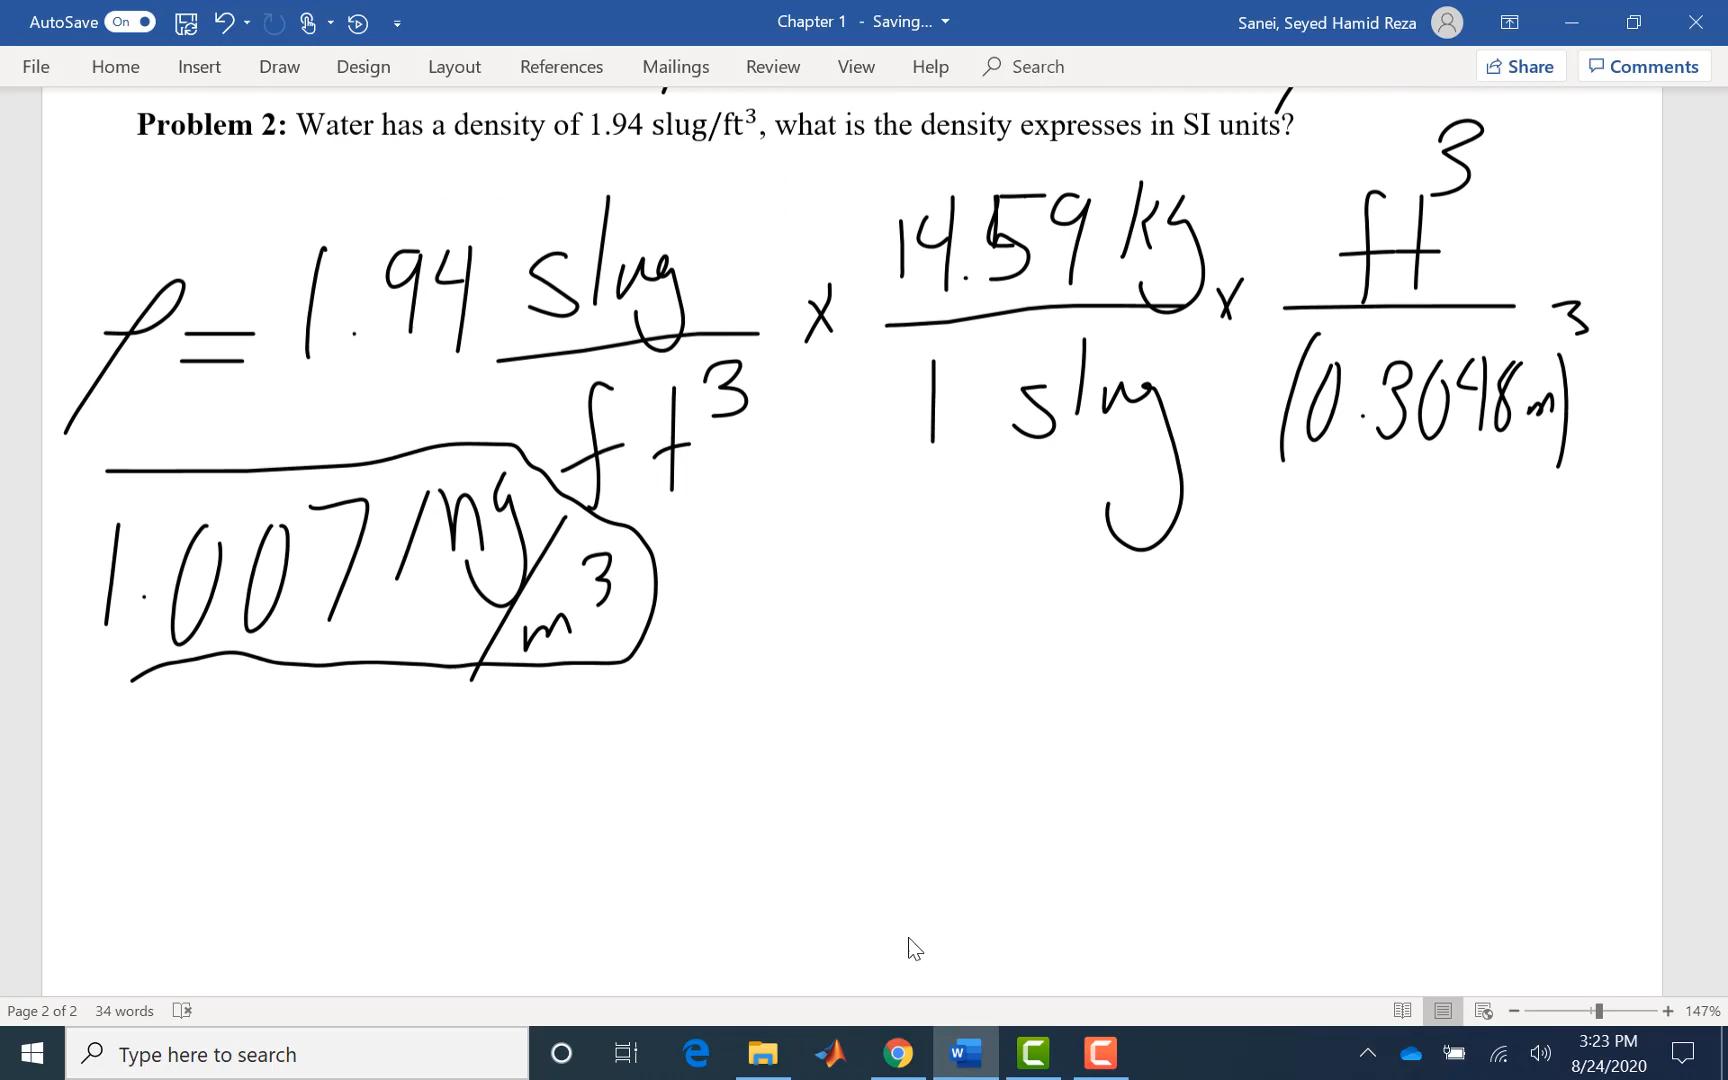 AutoSave On Chapter 1 - Saving... Sanei, Seyed Hamid Reza
File Home Insert Draw Design Layout References Mailings Review View Help Search Share Comments
Problem 2: Water has a density of 1.94 slug/ft³, what is the density expresses in SI units?
ρ = 1.94 slug/ft³ × 14.59 kg/1 slug × ft³/(0.3048m)³
1.007 Mg/m³
Page 2 of 2 34 words 147%
Type here to search 3:23 PM
8/24/2020